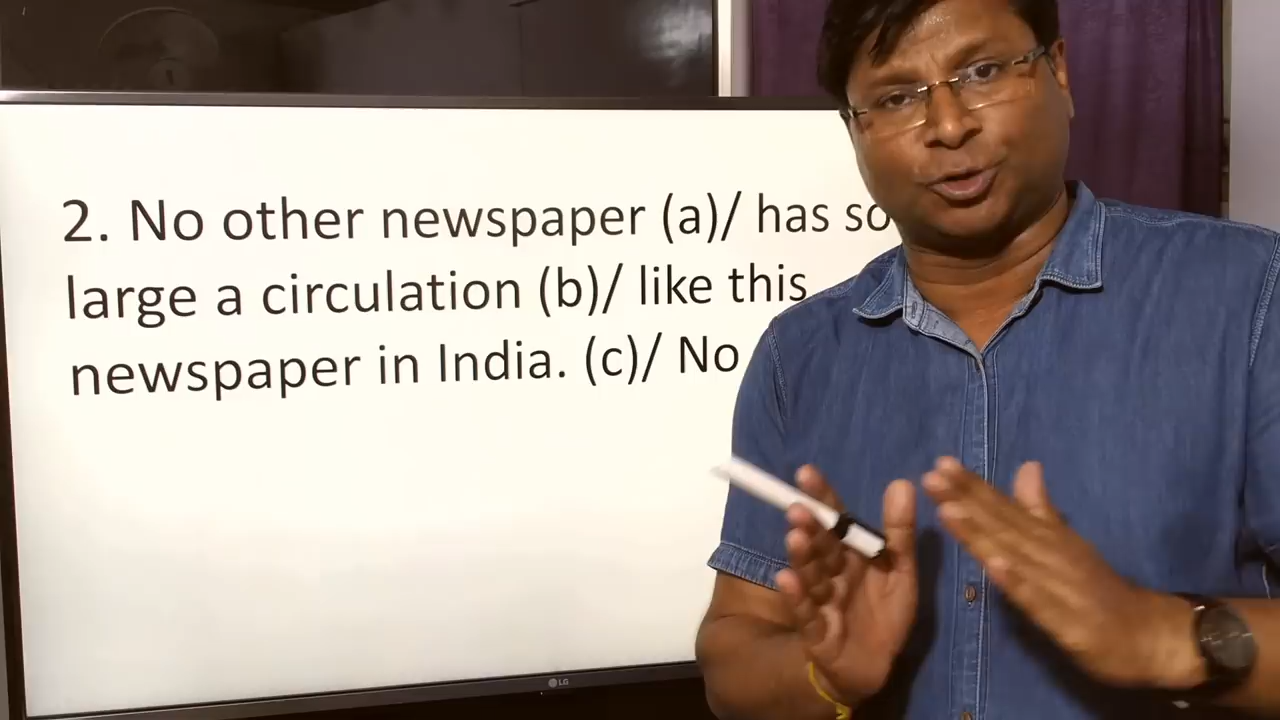 2. No other newspaper (a)/ has so
large a circulation (b)/ like this
newspaper in India. (c)/ No
LG